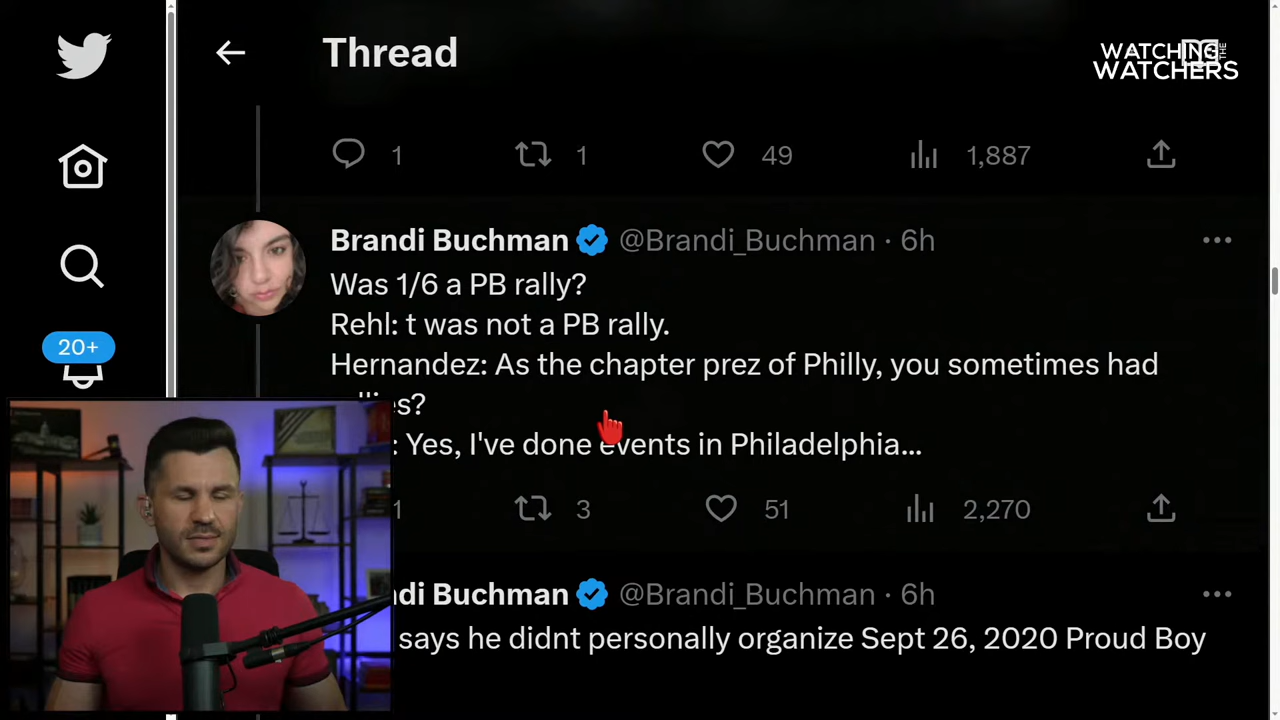 Thread
WATCHING THE
WATCHERS
1 1 49 1,887
Brandi Buchman @Brandi_Buchman · 6h
Was 1/6 a PB rally?
Rehl: t was not a PB rally.
Hernandez: As the chapter prez of Philly, you sometimes had
20+
: Yes, I've done events in Philadelphia...
1 3 51 2,270
di Buchman @Brandi_Buchman · 6h
says he didnt personally organize Sept 26, 2020 Proud Boy